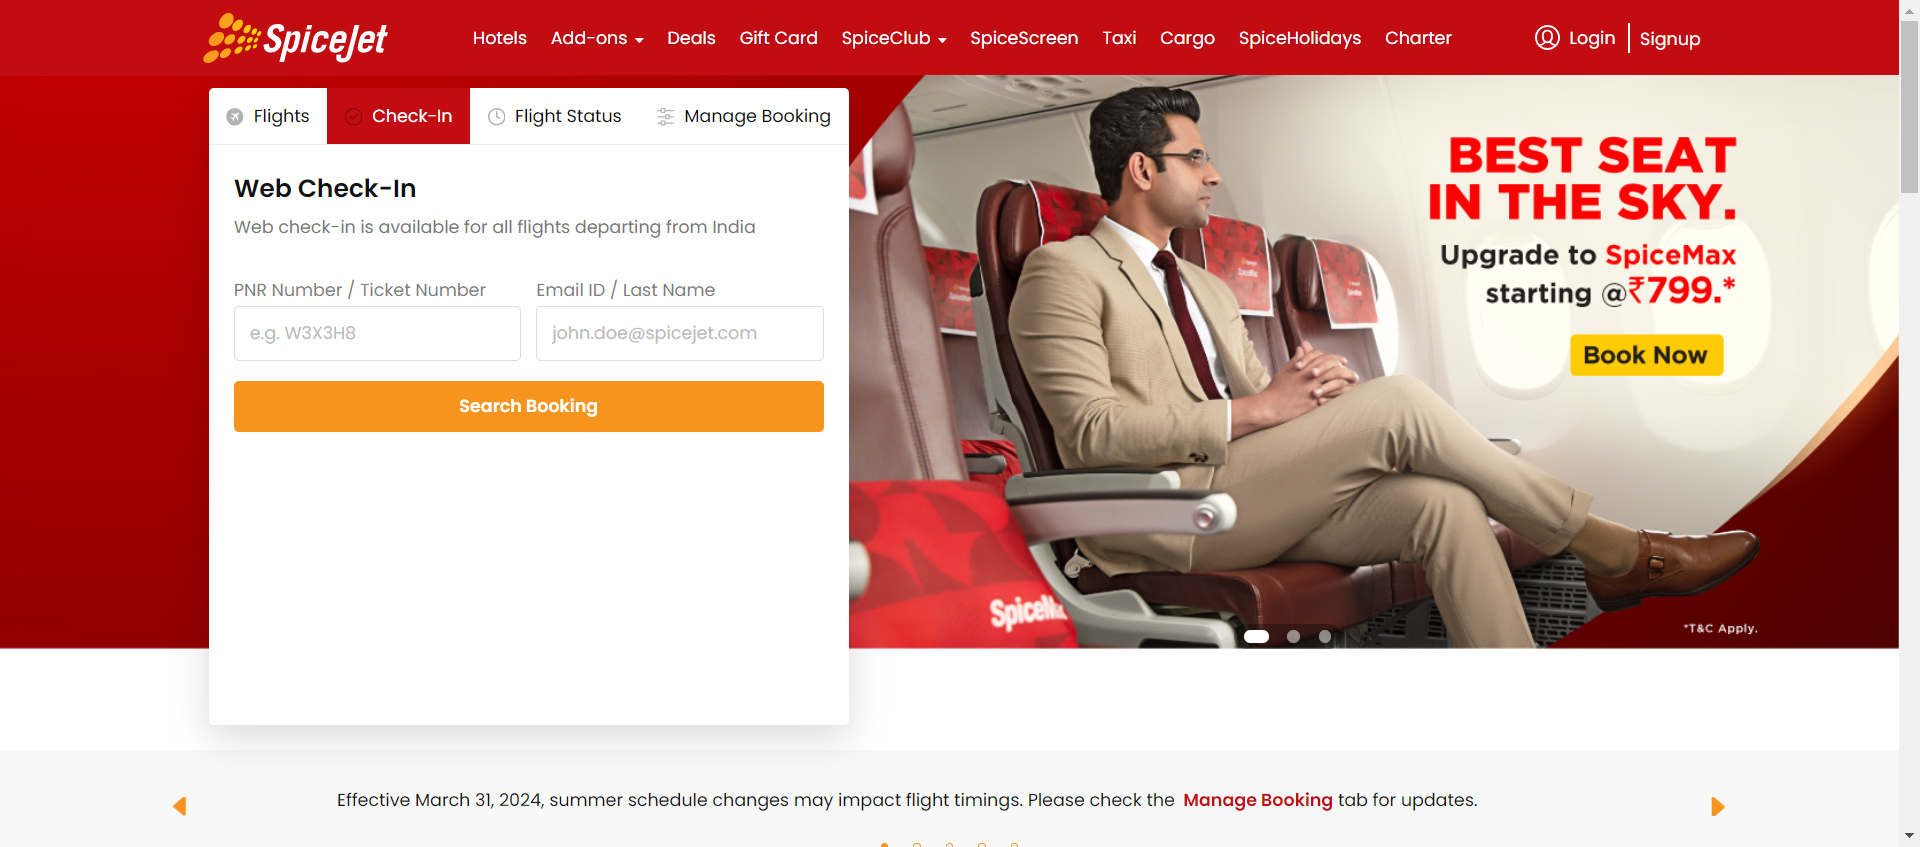 SpiceJet
Hotels Add-ons Deals Gift Card SpiceClub SpiceScreen Taxi Cargo SpiceHolidays Charter Login Signup
Flights Check-In Flight Status Manage Booking
Web Check-In
Web check-in is available for all flights departing from India
PNR Number / Ticket Number Email ID / Last Name
e.g. W3X3H8 john.doe@spicejet.com
Search Booking
BEST SEAT
IN THE SKY.
Upgrade to SpiceMax
starting @₹799.*
Book Now
SpiceMax
*T&C Apply.
Effective March 31, 2024, summer schedule changes may impact flight timings. Please check the Manage Booking tab for updates.